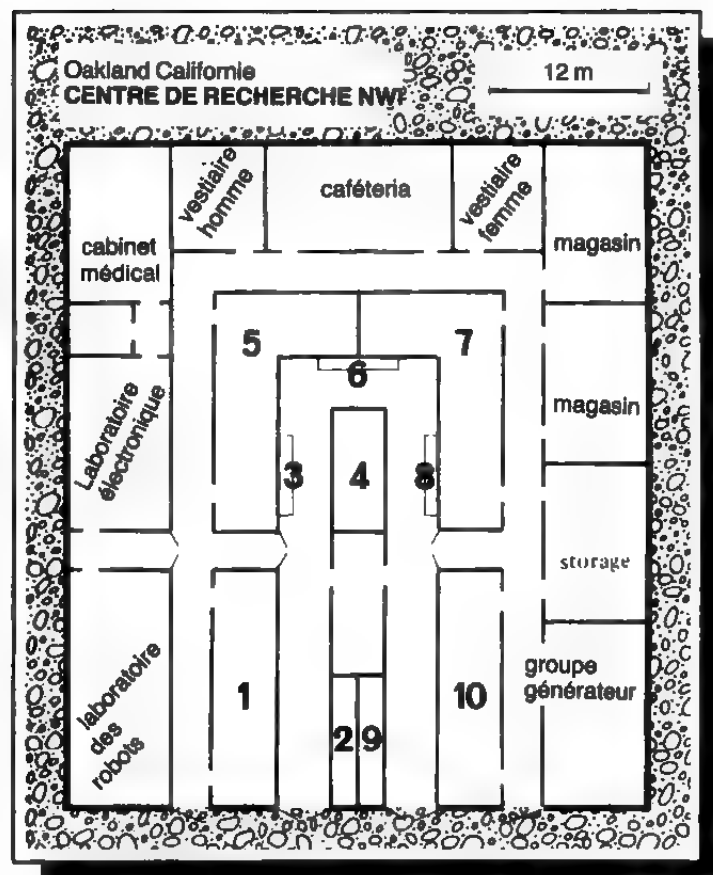 Oakland Californie
12 m
CENTRE DE RECHERCHE NWF
vestiaire
homme
caféteria
vestiaire
femme
magasin
cabinet
médical
5
7
6
Laboratoire
électronique
magasin
3
4
8
storage
laboratoire
des
robots
1
2
9
10
groupe
générateur